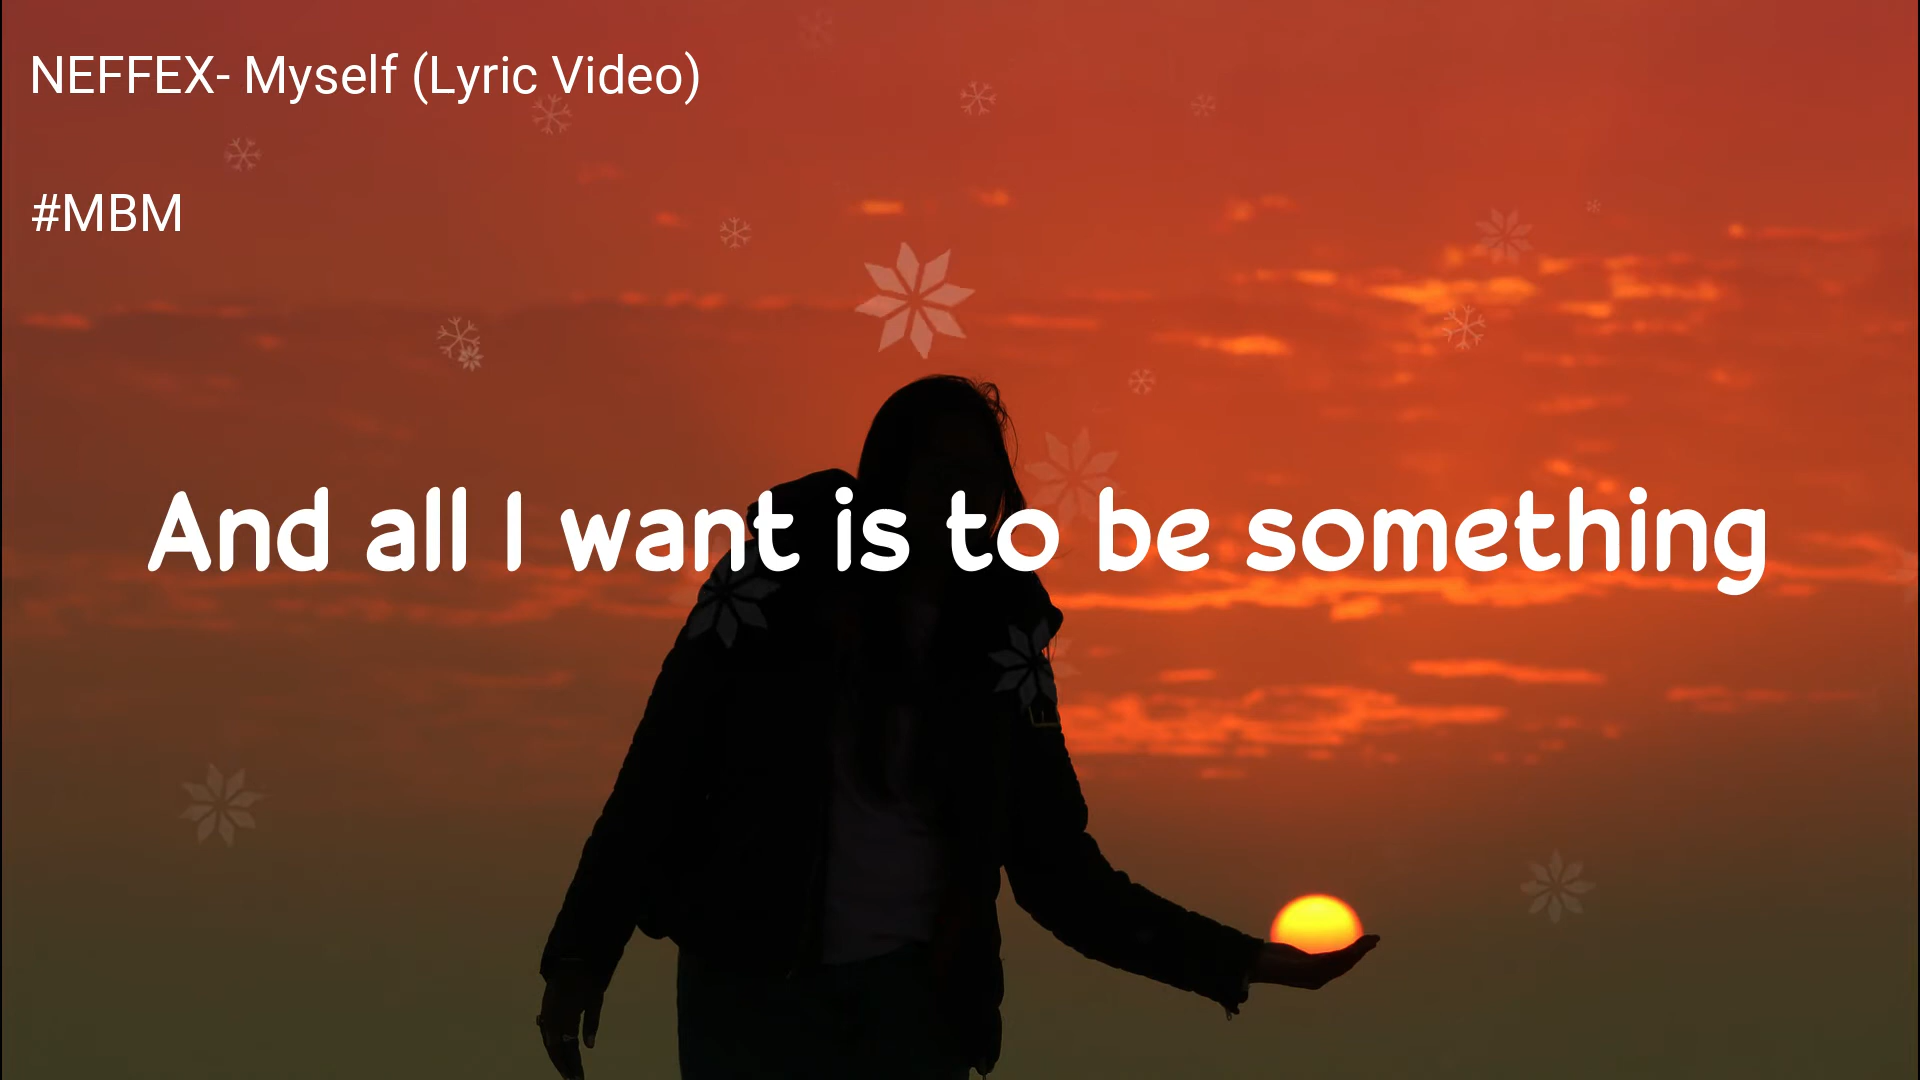 NEFFEX- Myself (Lyric Video)
#MBM
And all I want is to be something